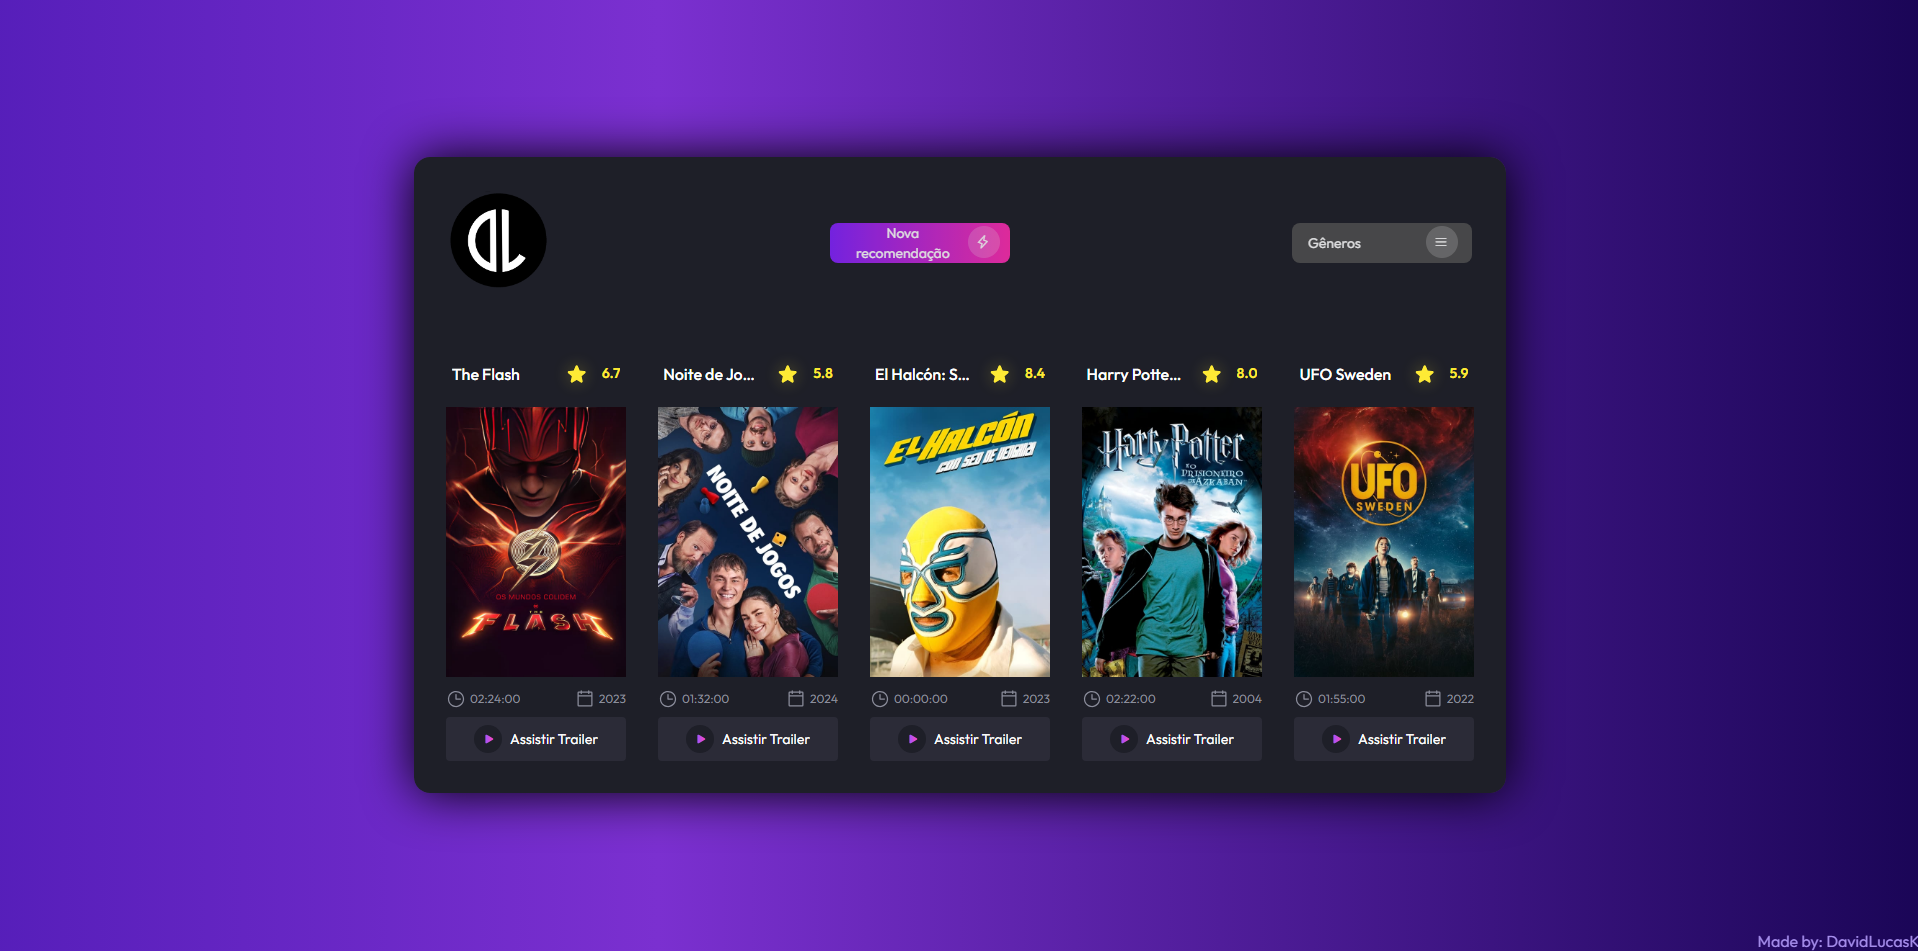 DL
Nova
recomendação
Gêneros
The Flash 6.7
Noite de Jo... 5.8
El Halcón: S... 8.4
Harry Potte... 8.0
UFO Sweden 5.9
OS MUNDOS COLIDEM
THE
FLASH
NOITE DE JOGOS
EL HALCÓN
CON SED DE VENGANZA
Harry Potter
E O
PRISIONEIRO
DE AZKABAN
UFO
SWEDEN
02:24:00 2023
01:32:00 2024
00:00:00 2023
02:22:00 2004
01:55:00 2022
Assistir Trailer
Assistir Trailer
Assistir Trailer
Assistir Trailer
Assistir Trailer
Made by: DavidLucasK